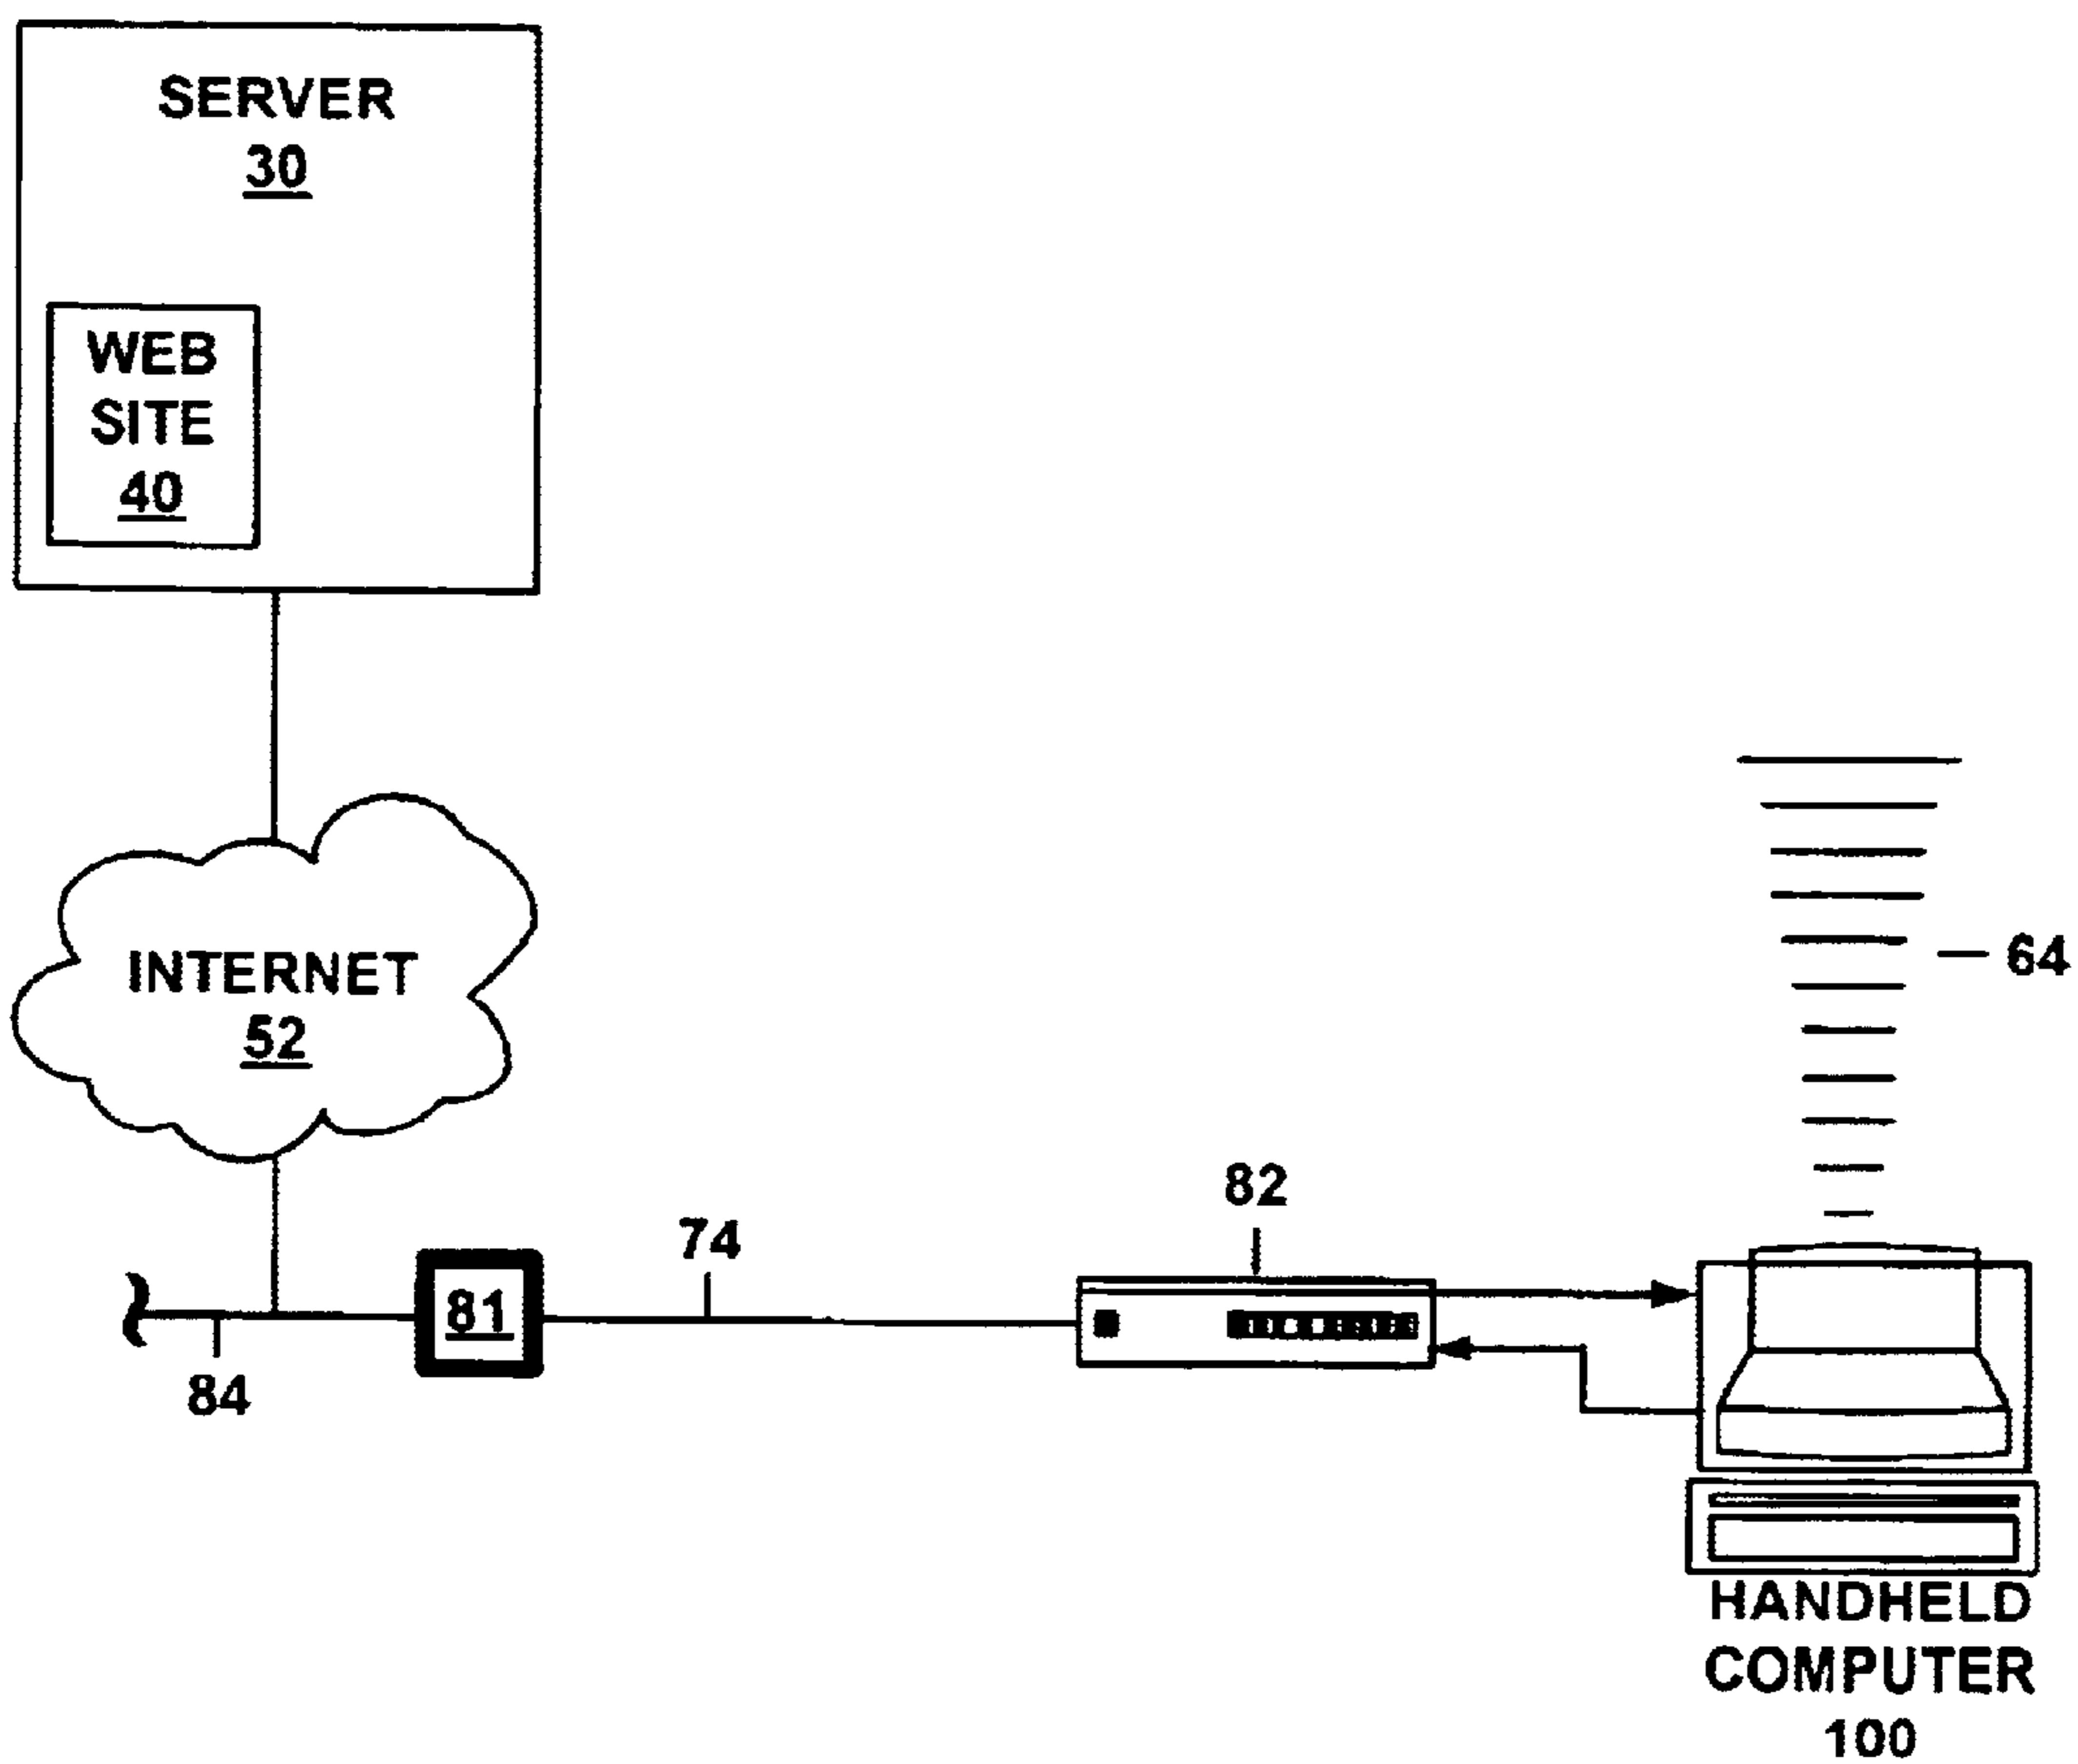 SERVER
30
WEB
SITE
40
INTERNET
52
64
82
74
81
84
HANDHELD
COMPUTER
100